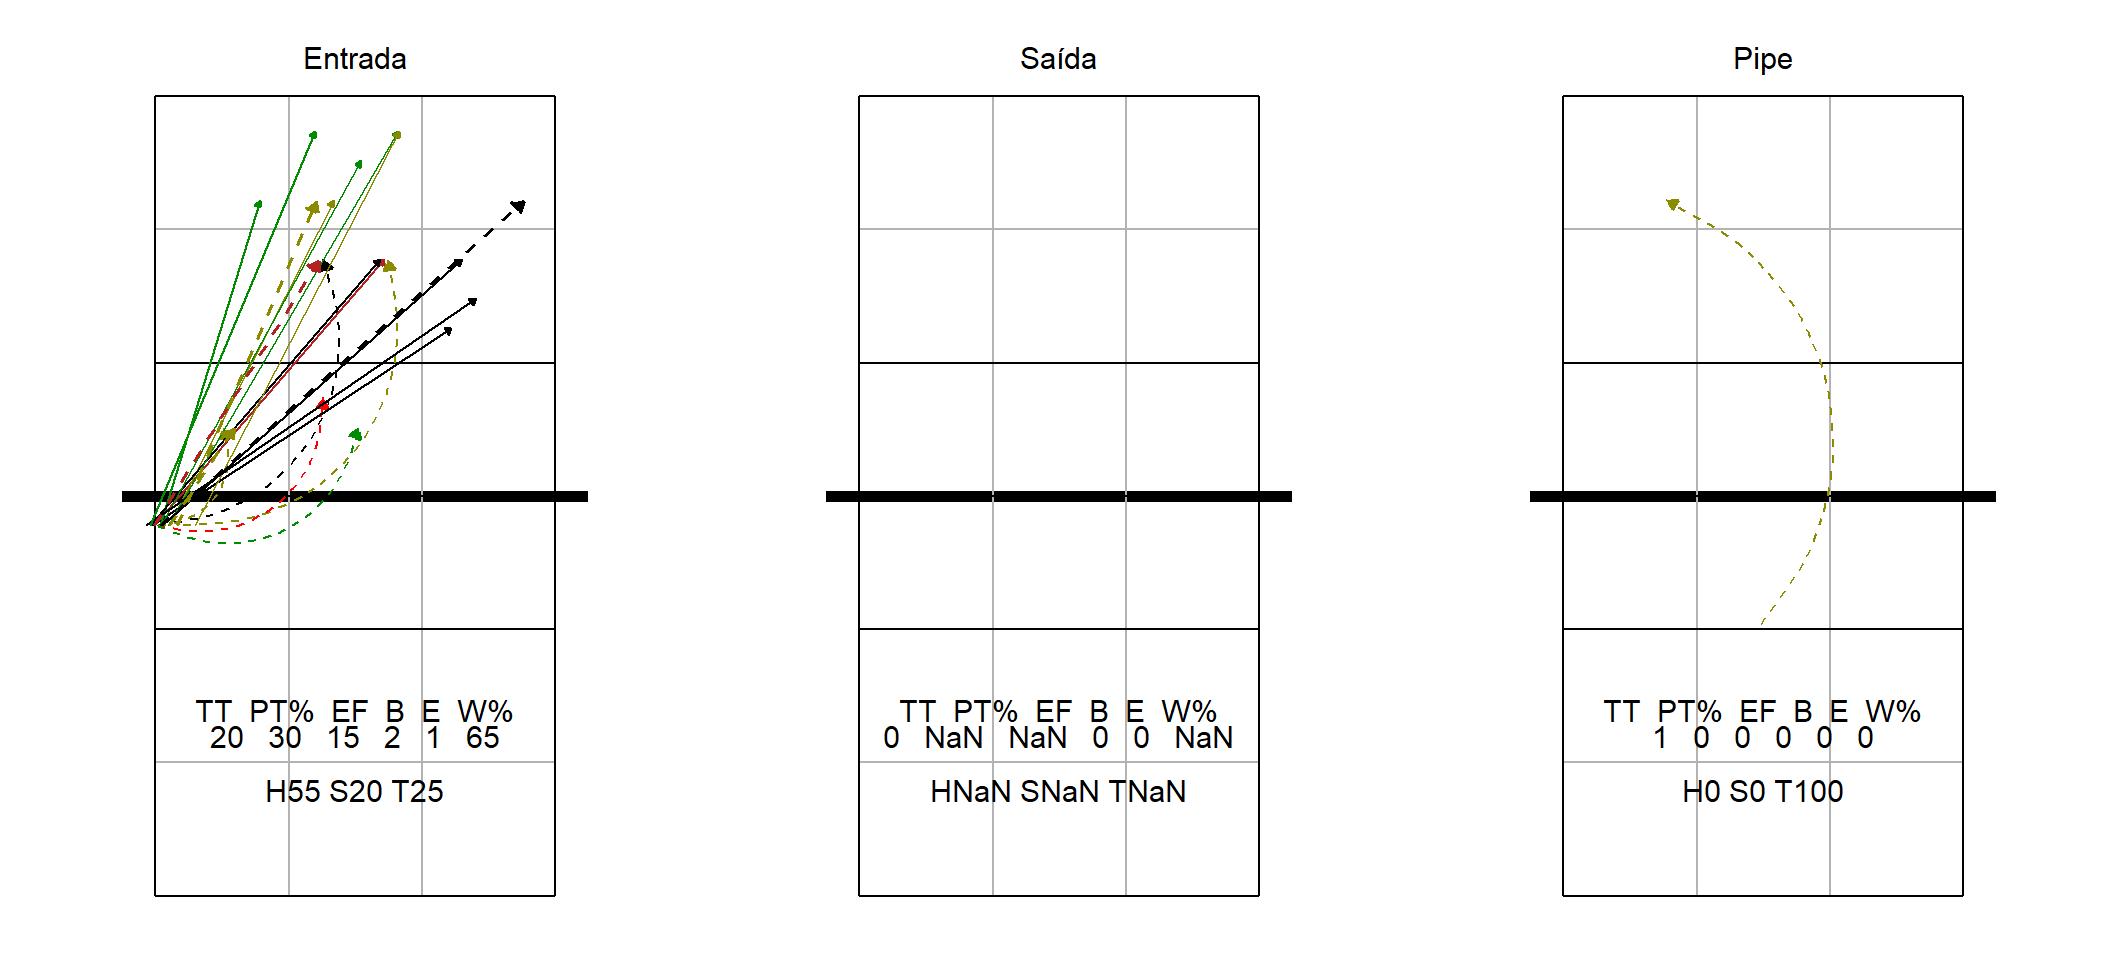 Entrada
TT PT% EF B E W%
20 30 15 2 1 65
H55 S20 T25
Saída
TT PT% EF B E W%
0 NaN NaN 0 0 NaN
HNaN SNaN TNaN
Pipe
TT PT% EF B E W%
1 0 0 0 0 0
H0 S0 T100